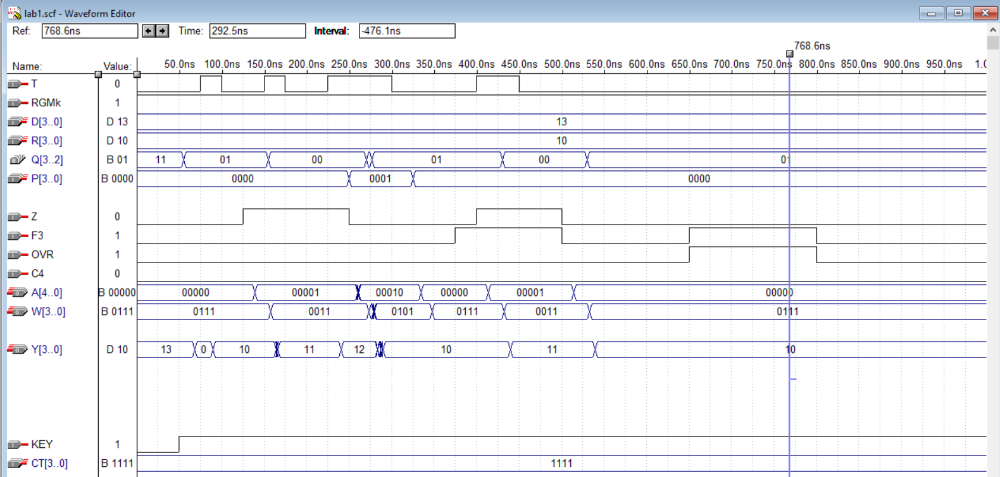 lab1.scf - Waveform Editor
Ref: 768.6ns Time: 292.5ns Interval: -476.1ns
768.6ns
Name: Value: 50.0ns 100.0ns 150.0ns 200.0ns 250.0ns 300.0ns 350.0ns 400.0ns 450.0ns 500.0ns 550.0ns 600.0ns 650.0ns 700.0ns 750.0ns 800.0ns 850.0ns 900.0ns 950.0ns 1.0
T 0
RGMk 1
D[3..0] D 13 13
R[3..0] D 10 10
Q[3..2] B 01 11 01 00 01 00 01
P[3..0] B 0000 0000 0001 0000
Z 0
F3 1
OVR 1
C4 0
A[4..0] B 00000 00000 00001 00010 00000 00001 00000
W[3..0] B 0111 0111 0011 0101 0111 0011 0111
Y[3..0] D 10 13 0 10 11 12 10 11 10
KEY 1
CT[3..0] B 1111 1111